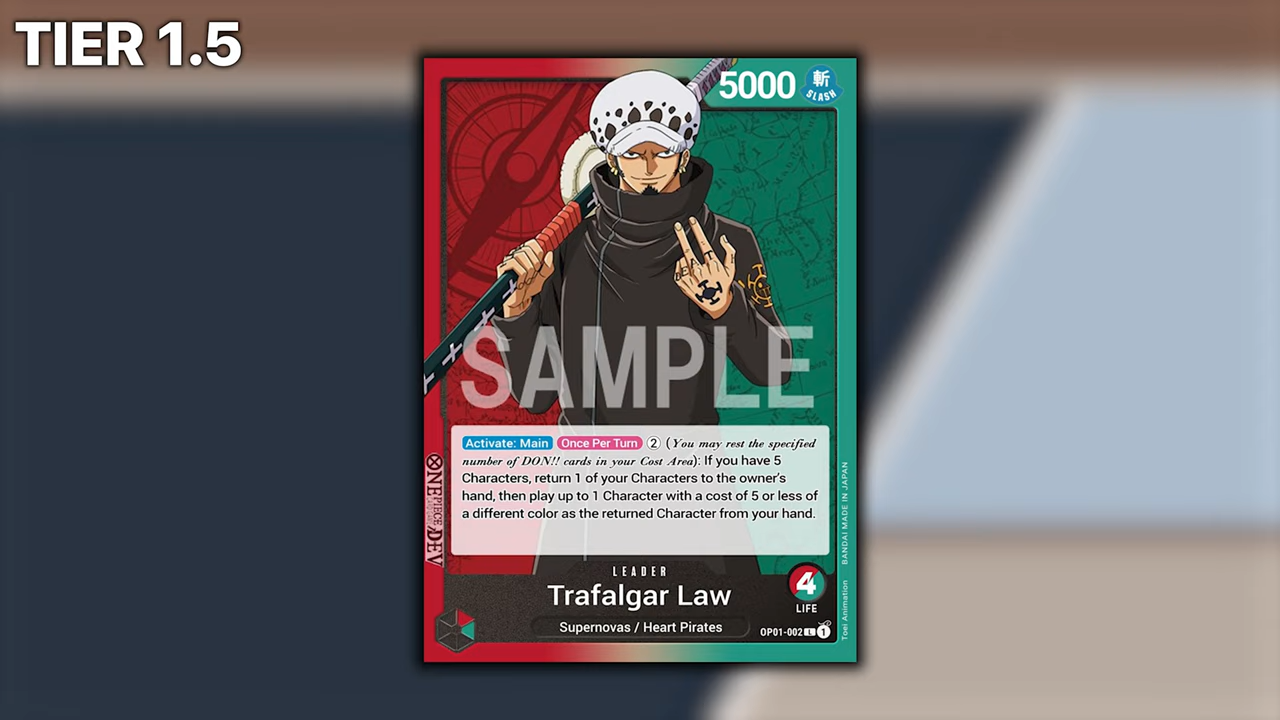 TIER 1.5
5000
斬
SLASH
SAMPLE
Activate: Main Once Per Turn ② (You may rest the specified
number of DON!! cards in your Cost Area): If you have 5
Characters, return 1 of your Characters to the owner's
hand, then play up to 1 Character with a cost of 5 or less of
a different color as the returned Character from your hand.
LEADER
Trafalgar Law
4
LIFE
Supernovas / Heart Pirates
OP01-002 L 1
ONE PIECE
DEV
Toei Animation BANDAI MADE IN JAPAN